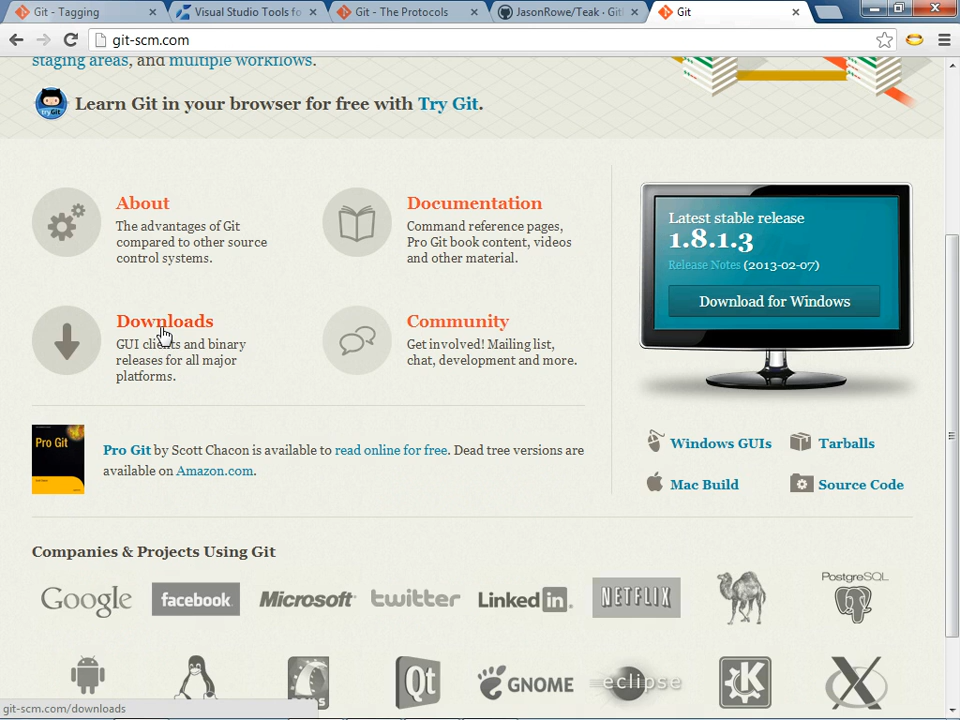 Git - Tagging
Visual Studio Tools fo
Git - The Protocols
JasonRowe/Teak · Git
Git
git-scm.com
staging areas, and multiple workflows.
Learn Git in your browser for free with Try Git.
About
The advantages of Git
compared to other source
control systems.
Documentation
Command reference pages,
Pro Git book content, videos
and other material.
Downloads
GUI clients and binary
releases for all major
platforms.
Community
Get involved! Mailing list,
chat, development and more.
Latest stable release
1.8.1.3
Release Notes (2013-02-07)
Download for Windows
Pro Git
Pro Git by Scott Chacon is available to read online for free. Dead tree versions are
available on Amazon.com.
Windows GUIs
Tarballs
Mac Build
Source Code
Companies & Projects Using Git
Google
facebook
Microsoft
twitter
Linked in
NETFLIX
PostgreSQL
Qt
GNOME
eclipse
git-scm.com/downloads